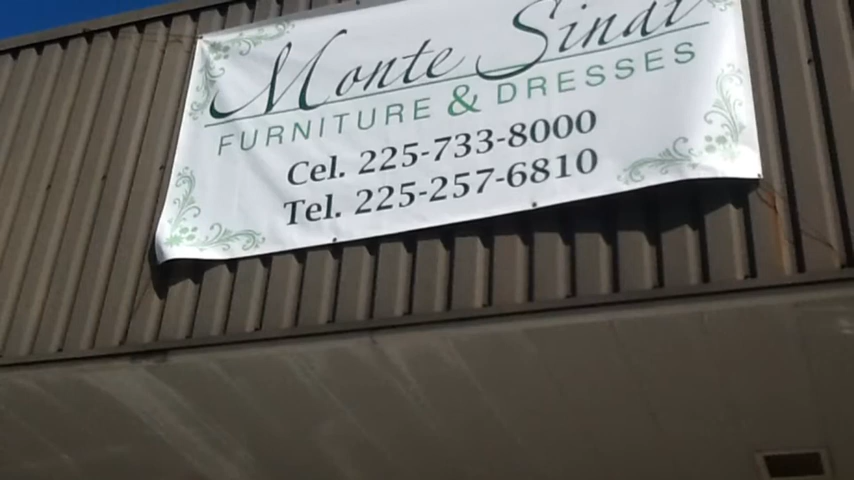 Monte Sinai
FURNITURE & DRESSES
Cel. 225-733-8000
Tel. 225-257-6810